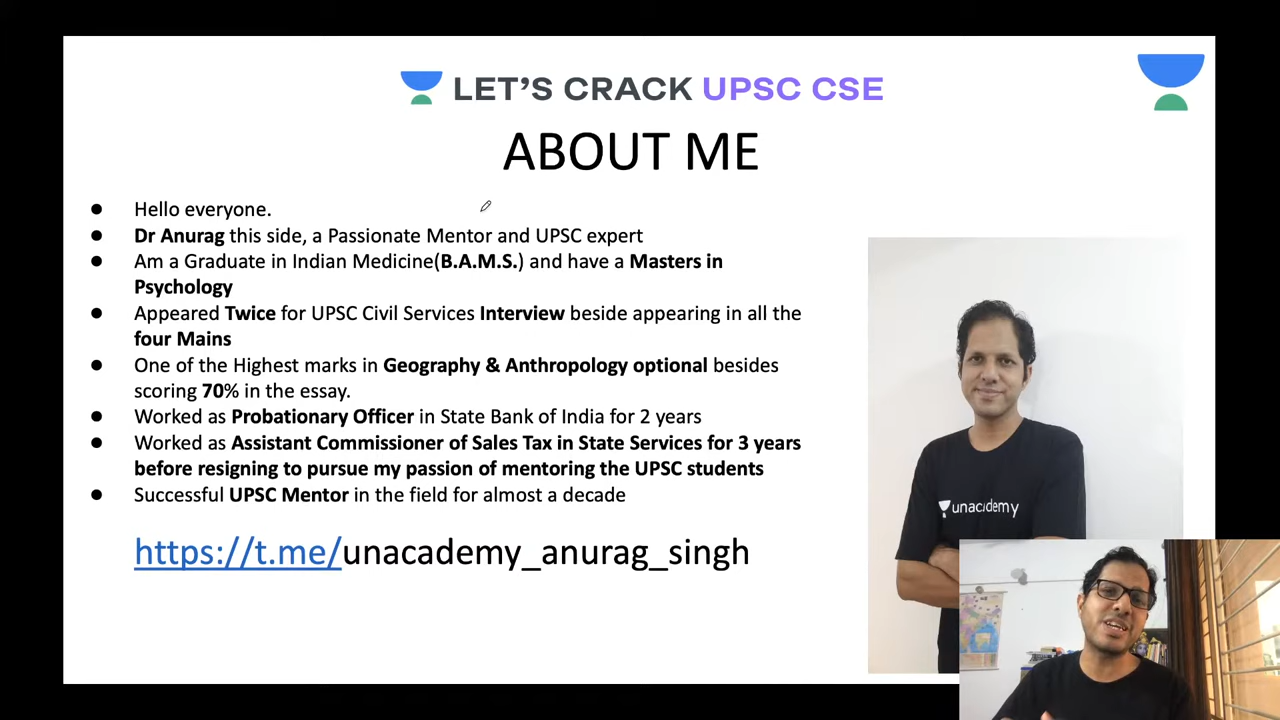 LET'S CRACK UPSC CSE
ABOUT ME
● Hello everyone.
● Dr Anurag this side, a Passionate Mentor and UPSC expert
● Am a Graduate in Indian Medicine(B.A.M.S.) and have a Masters in
Psychology
● Appeared Twice for UPSC Civil Services Interview beside appearing in all the
four Mains
● One of the Highest marks in Geography & Anthropology optional besides
scoring 70% in the essay.
● Worked as Probationary Officer in State Bank of India for 2 years
● Worked as Assistant Commissioner of Sales Tax in State Services for 3 years
before resigning to pursue my passion of mentoring the UPSC students
● Successful UPSC Mentor in the field for almost a decade
https://t.me/unacademy_anurag_singh
unacademy